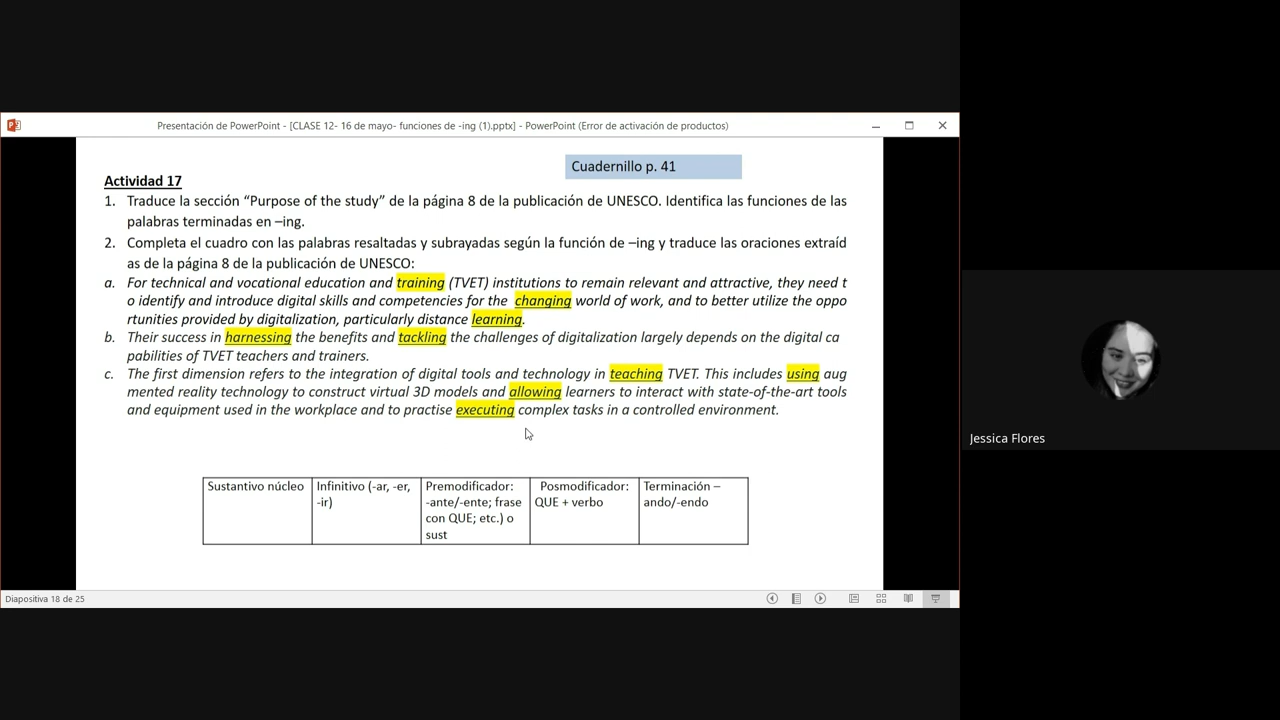 Presentación de PowerPoint - [CLASE 12- 16 de mayo- funciones de -ing (1).pptx] - PowerPoint (Error de activación de productos)
Cuadernillo p. 41
Actividad 17
1. Traduce la sección “Purpose of the study” de la página 8 de la publicación de UNESCO. Identifica las funciones de las
palabras terminadas en –ing.
2. Completa el cuadro con las palabras resaltadas y subrayadas según la función de –ing y traduce las oraciones extraíd
as de la página 8 de la publicación de UNESCO:
a. For technical and vocational education and training (TVET) institutions to remain relevant and attractive, they need t
o identify and introduce digital skills and competencies for the changing world of work, and to better utilize the oppo
rtunities provided by digitalization, particularly distance learning.
b. Their success in harnessing the benefits and tackling the challenges of digitalization largely depends on the digital ca
pabilities of TVET teachers and trainers.
c. The first dimension refers to the integration of digital tools and technology in teaching TVET. This includes using aug
mented reality technology to construct virtual 3D models and allowing learners to interact with state-of-the-art tools
and equipment used in the workplace and to practise executing complex tasks in a controlled environment.
Jessica Flores
Sustantivo núcleo
Infinitivo (-ar, -er,
-ir)
Premodificador:
-ante/-ente; frase
con QUE; etc.) o
sust
Posmodificador:
QUE + verbo
Terminación –
ando/-endo
Diapositiva 18 de 25